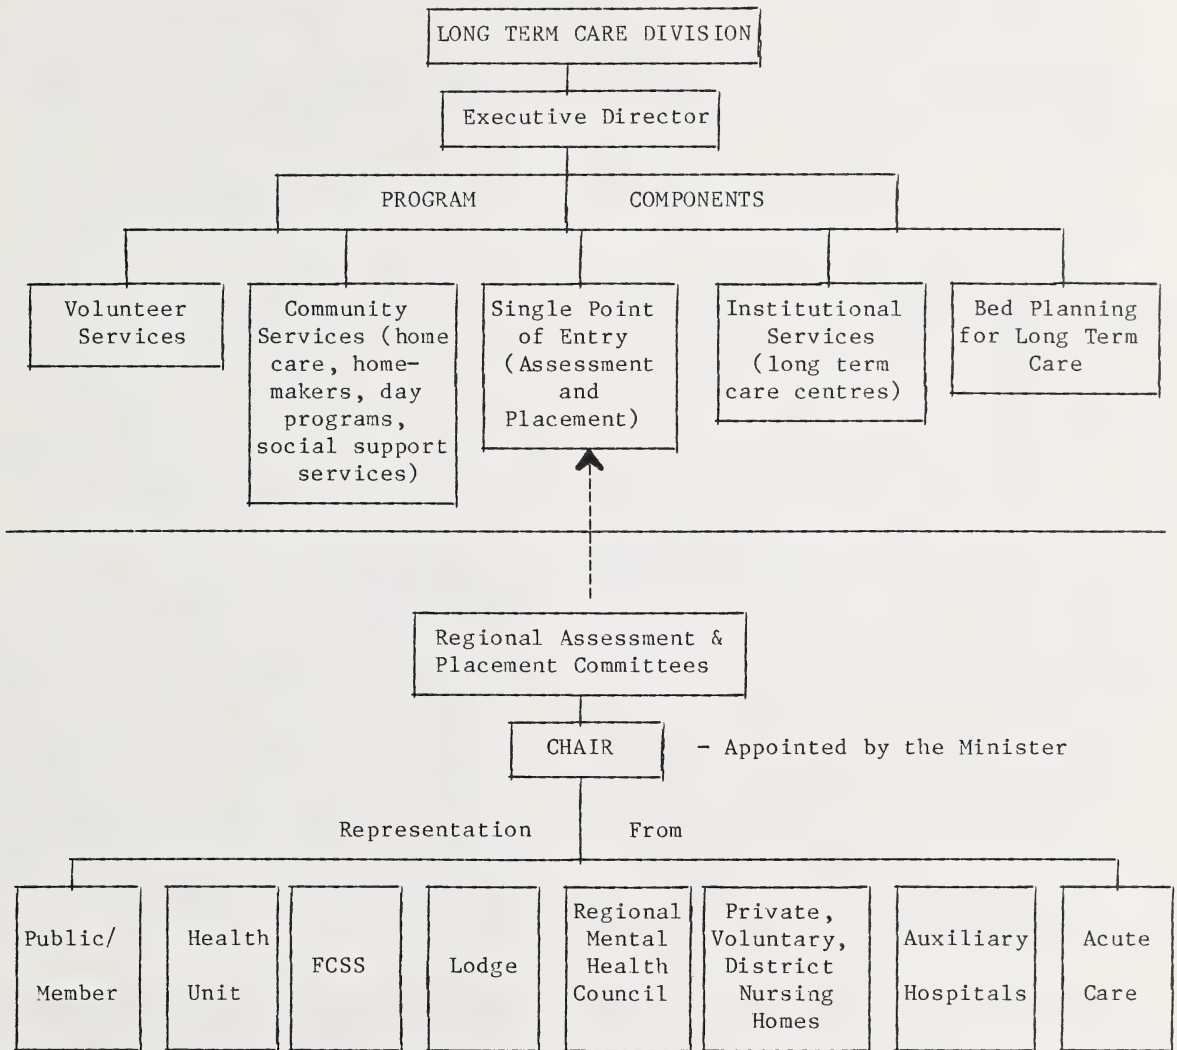 LONG TERM CARE DIVISION
Executive Director
PROGRAM COMPONENTS
Volunteer
Services
Community
Services (home
care, home-
makers, day
programs,
social support
services)
Single Point
of Entry
(Assessment
and
Placement)
Institutional
Services
(long term
care centres)
Bed Planning
for Long Term
Care
Regional Assessment &
Placement Committees
CHAIR
- Appointed by the Minister
Representation From
Public/
Member
Health
Unit
FCSS
Lodge
Regional
Mental
Health
Council
Private,
Voluntary,
District
Nursing
Homes
Auxiliary
Hospitals
Acute
Care